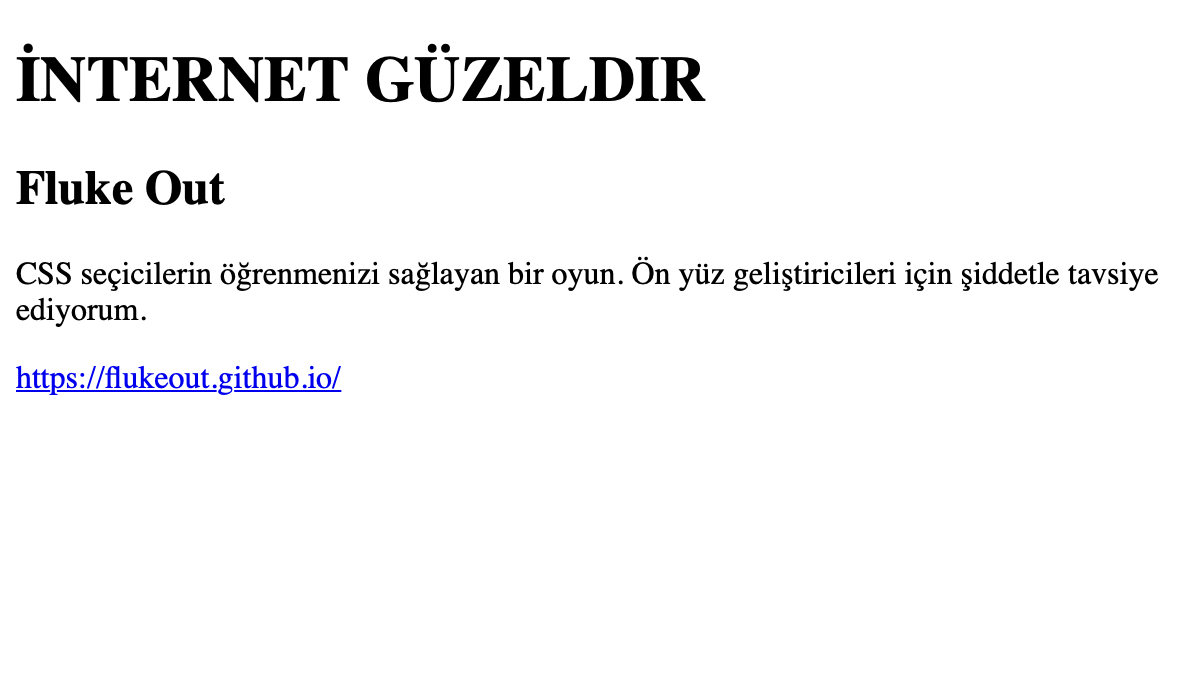 İNTERNET GÜZELDIR
Fluke Out
CSS seçicilerin öğrenmenizi sağlayan bir oyun. Ön yüz geliştiricileri için şiddetle tavsiye
ediyorum.
https://flukeout.github.io/